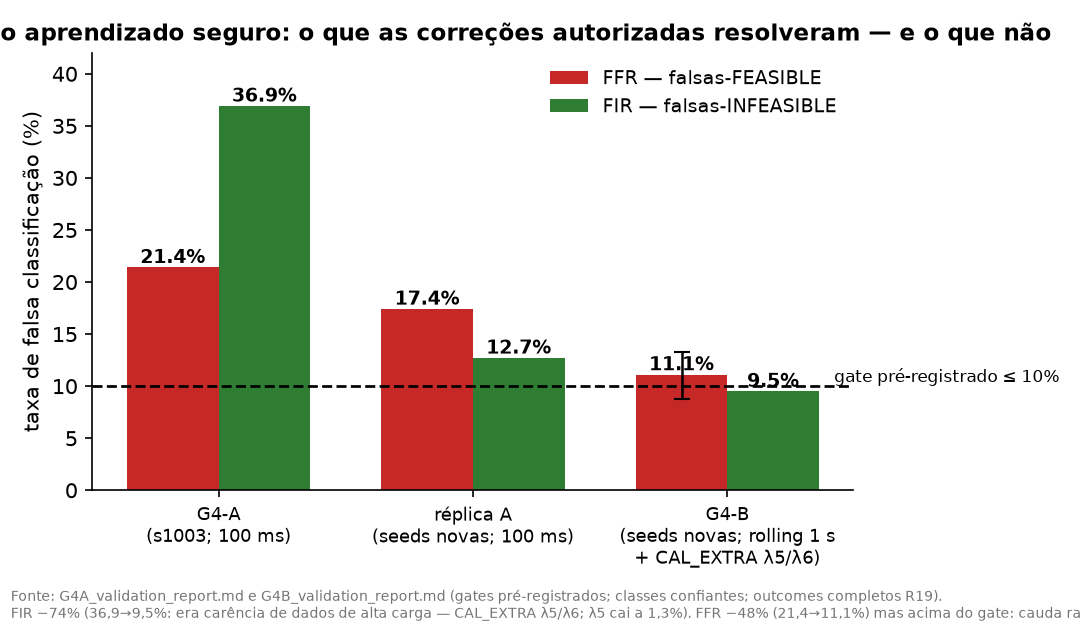 o aprendizado seguro: o que as correções autorizadas resolveram — e o que não
FFR — falsas-FEASIBLE
FIR — falsas-INFEASIBLE
taxa de falsa classificação (%)
40
35
30
25
20
15
10
5
0
21.4%
36.9%
17.4%
12.7%
11.1%
9.5%
gate pré-registrado ≤ 10%
G4-A
(s1003; 100 ms)
réplica A
(seeds novas; 100 ms)
G4-B
(seeds novas; rolling 1 s
+ CAL_EXTRA λ5/λ6)
Fonte: G4A_validation_report.md e G4B_validation_report.md (gates pré-registrados; classes confiantes; outcomes completos R19).
FIR −74% (36,9→9,5%: era carência de dados de alta carga — CAL_EXTRA λ5/λ6; λ5 cai a 1,3%). FFR −48% (21,4→11,1%) mas acima do gate: cauda ra